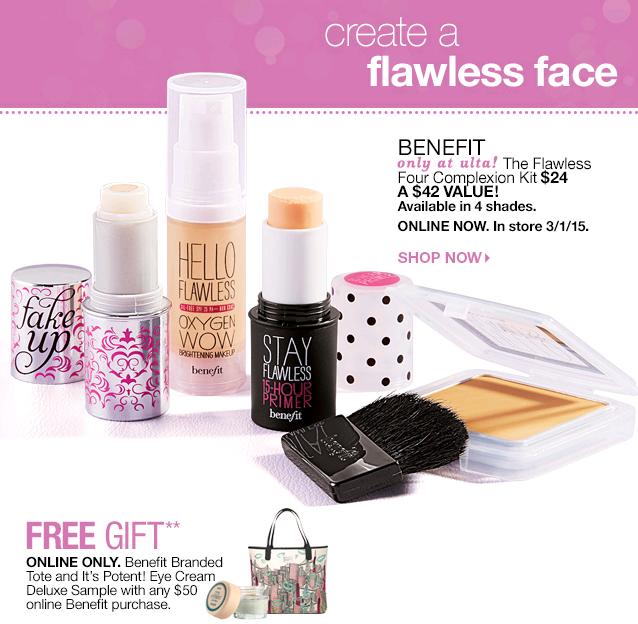 create a
flawless face
BENEFIT
only at ulta! The Flawless
Four Complexion Kit $24
A $42 VALUE!
Available in 4 shades.
ONLINE NOW. In store 3/1/15.
SHOP NOW
fake
up
HELLO
FLAWLESS
OXYGEN
WOW
BRIGHTENING MAKEUP
benefit
STAY
FLAWLESS
15-HOUR
PRIMER
benefit
FREE GIFT**
ONLINE ONLY. Benefit Branded
Tote and It's Potent! Eye Cream
Deluxe Sample with any $50
online Benefit purchase.